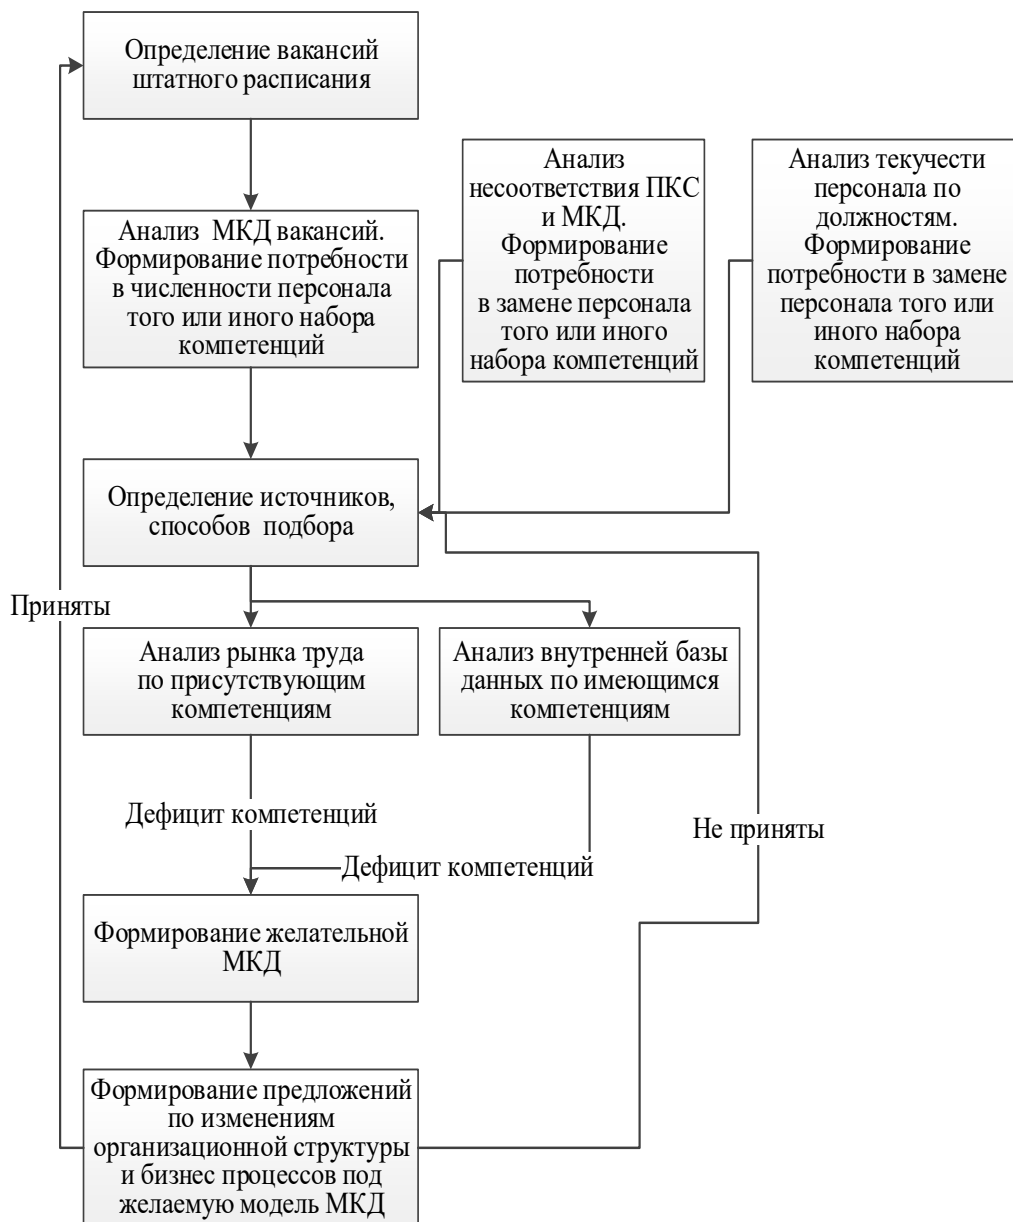 Определение вакансий
штатного расписания
Анализ МКД вакансий.
Формирование потребности
в численности персонала
того или иного набора
компетенций
Анализ
несоответствия ПКС
и МКД.
Формирование
потребности
в замене персонала
того или иного
набора компетенций
Анализ текучести
персонала по
должностям.
Формирование
потребности в замене
персонала того или
иного набора
компетенций
Определение источников,
способов подбора
Приняты
Анализ рынка труда
по присутствующим
компетенциям
Анализ внутренней базы
данных по имеющимся
компетенциям
Дефицит компетенций
Не приняты
Дефицит компетенций
Формирование желательной
МКД
Формирование предложений
по изменениям
организационной структуры
и бизнес процессов под
желаемую модель МКД